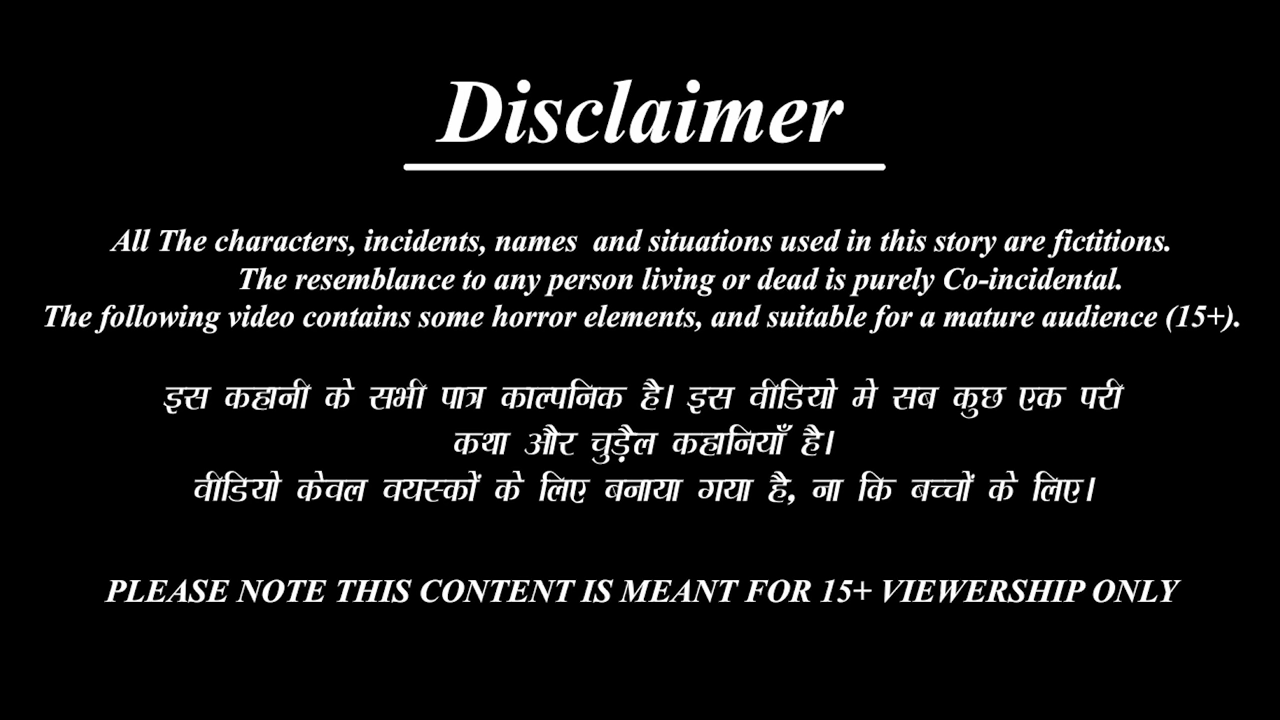 Disclaimer
All The characters, incidents, names and situations used in this story are fictitions.
The resemblance to any person living or dead is purely Co-incidental.
The following video contains some horror elements, and suitable for a mature audience (15+).
इस कहानी के सभी पात्र काल्पनिक है। इस वीडियो मे सब कुछ एक परी
कथा और चुड़ैल कहानियाँ है।
वीडियो केवल वयस्कों के लिए बनाया गया है, ना कि बच्चों के लिए।
PLEASE NOTE THIS CONTENT IS MEANT FOR 15+ VIEWERSHIP ONLY